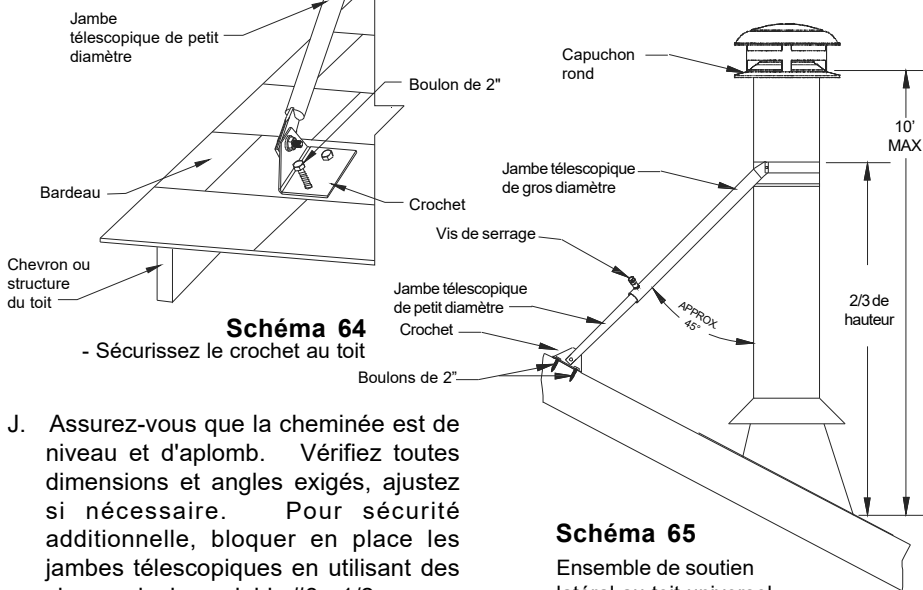 Jambe
télescopique de petit
diamètre
Boulon de 2"
Bardeau
Crochet
Chevron ou
structure
du toit
Schéma 64
- Sécurissez le crochet au toit
Capuchon
rond
10'
MAX
Jambe télescopique
de gros diamètre
Vis de serrage
Jambe télescopique
de petit diamètre
APPROX.
45°
2/3 de
hauteur
Crochet
Boulons de 2”
J. Assurez-vous que la cheminée est de
niveau et d'aplomb. Vérifiez toutes
dimensions et angles exigés, ajustez
si nécessaire. Pour sécurité
additionnelle, bloquer en place les
jambes télescopiques en utilisant des
Schéma 65
Ensemble de soutien
latéral au toit universel